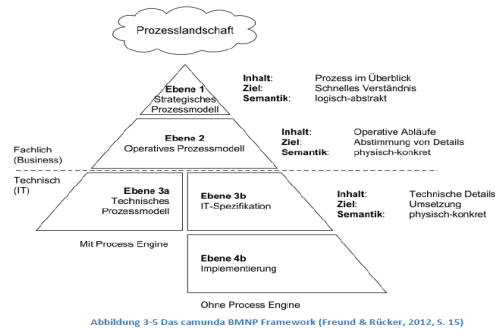 Prozesslandschaft
Ebene 1
Strategisches
Prozessmodell
Inhalt: Prozess im Überblick
Ziel: Schnelles Verständnis
Semantik: logisch-abstrakt
Ebene 2
Operatives Prozessmodell
Inhalt: Operative Abläufe
Ziel: Abstimmung von Details
Semantik: physisch-konkret
Fachlich
(Business)
Technisch
(IT)
Ebene 3a
Technisches
Prozessmodell
Ebene 3b
IT-Spezifikation
Inhalt: Technische Details
Ziel: Umsetzung
Semantik: physisch-konkret
Mit Process Engine
Ebene 4b
Implementierung
Ohne Process Engine
Abbildung 3-5 Das camunda BMNP Framework (Freund & Rücker, 2012, S. 15)